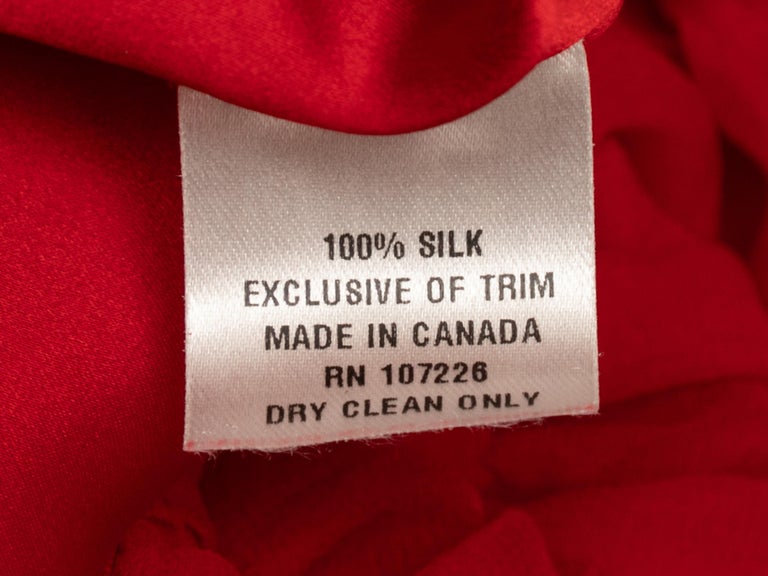 100% SILK
EXCLUSIVE OF TRIM
MADE IN CANADA
RN 107226
DRY CLEAN ONLY